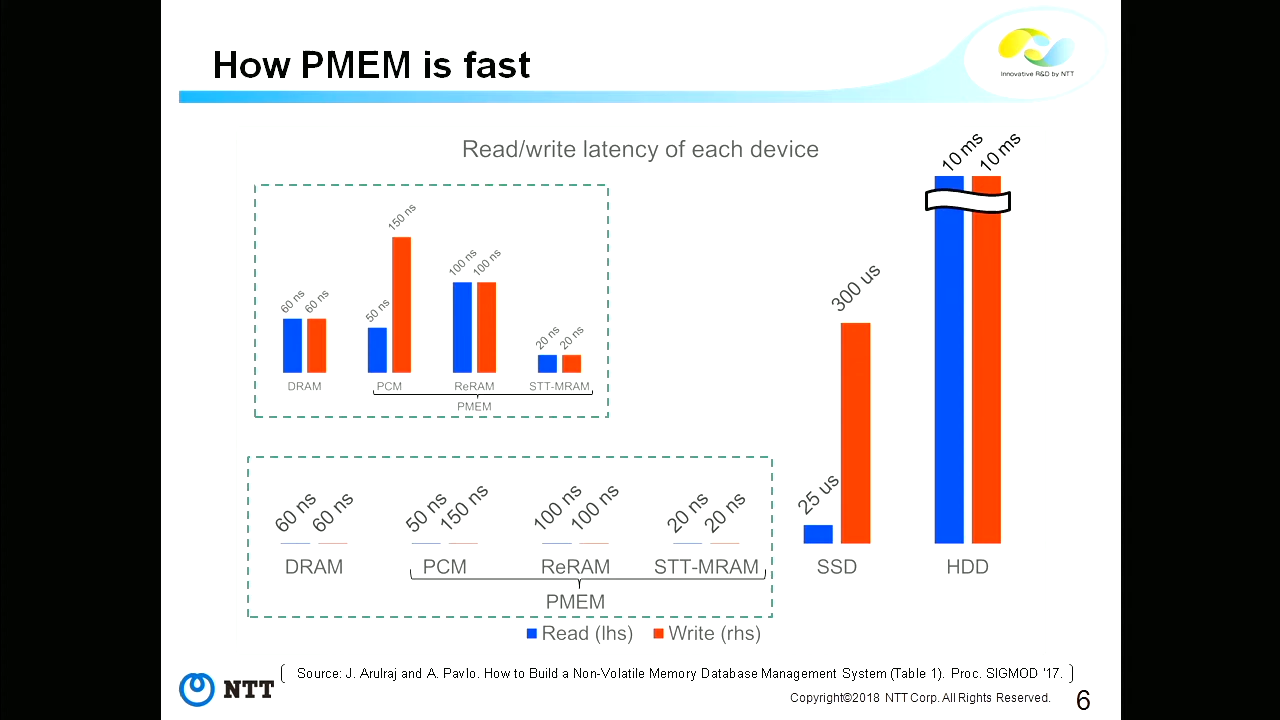 How PMEM is fast
Innovative R&D by NTT
Read/write latency of each device
10 ms 10 ms
150 ns
100 ns 100 ns
60 ns 60 ns
50 ns
20 ns 20 ns
DRAM PCM ReRAM STT-MRAM
PMEM
300 us
25 us
60 ns 60 ns 50 ns 150 ns 100 ns 100 ns 20 ns 20 ns
DRAM PCM ReRAM STT-MRAM SSD HDD
PMEM
Read (lhs) Write (rhs)
Source: J. Arulraj and A. Pavlo. How to Build a Non-Volatile Memory Database Management System (Table 1). Proc. SIGMOD '17.
NTT
Copyright©2018 NTT Corp. All Rights Reserved.
6